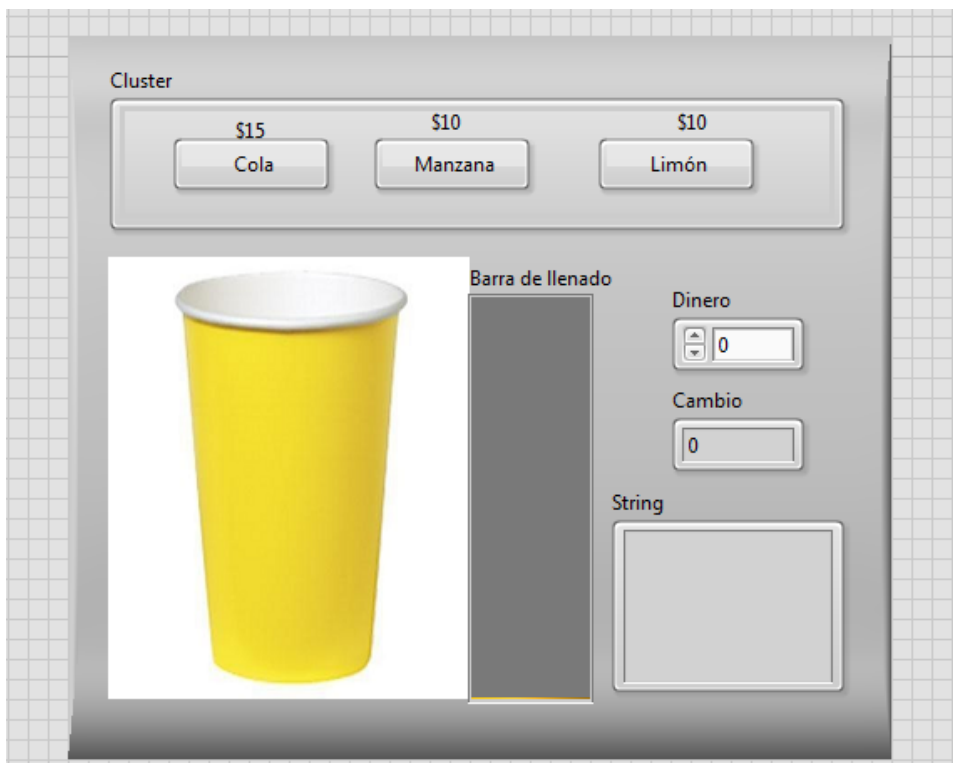 Cluster
$15
$10
$10
Cola
Manzana
Limón
Barra de llenado
Dinero
0
Cambio
0
String